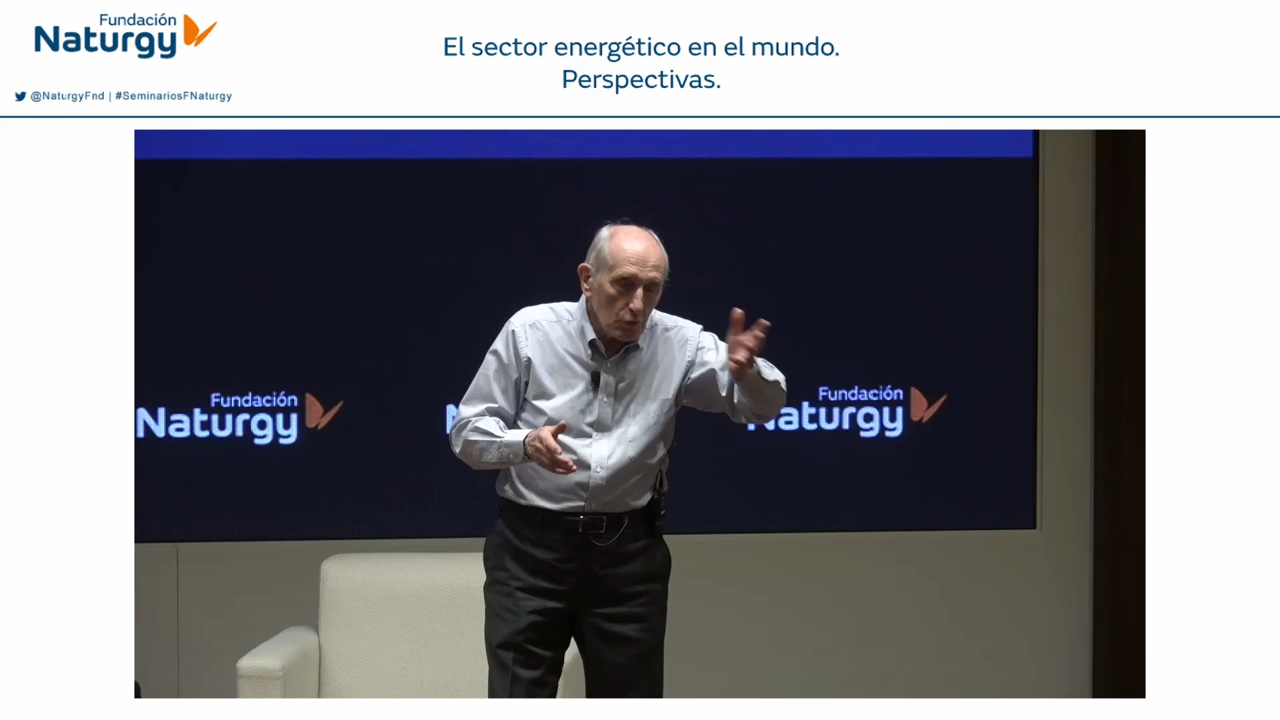 Fundación
Naturgy
@NaturgyFnd | #SeminariosFNaturgy
El sector energético en el mundo.
Perspectivas.
Fundación
Naturgy
N
Fundación
Naturgy